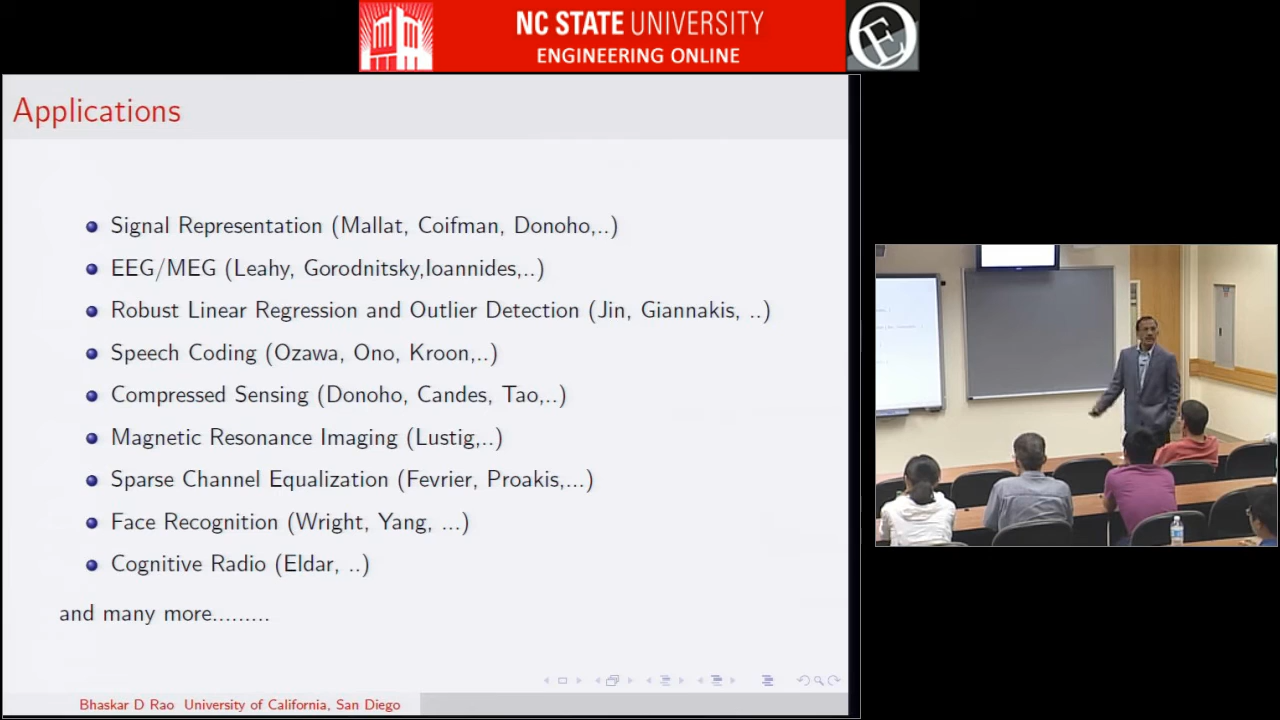 NC STATE UNIVERSITY
ENGINEERING ONLINE
Applications
Signal Representation (Mallat, Coifman, Donoho,..)
EEG/MEG (Leahy, Gorodnitsky,Ioannides,..)
Robust Linear Regression and Outlier Detection (Jin, Giannakis, ..)
Speech Coding (Ozawa, Ono, Kroon,..)
Compressed Sensing (Donoho, Candes, Tao,..)
Magnetic Resonance Imaging (Lustig,..)
Sparse Channel Equalization (Fevrier, Proakis,...)
Face Recognition (Wright, Yang, ...)
Cognitive Radio (Eldar, ..)
and many more.........
Bhaskar D Rao University of California, San Diego